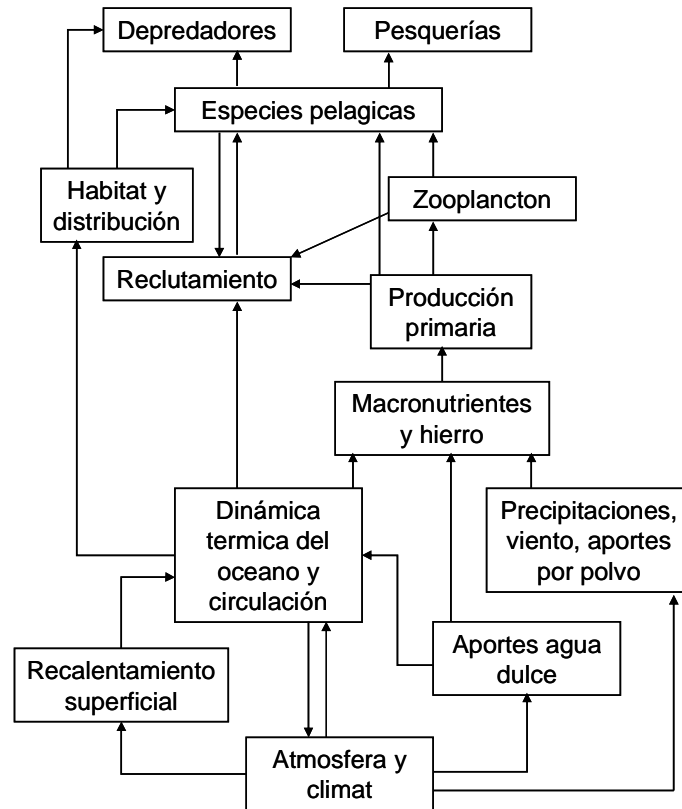 Depredadores
Pesquerías
Especies pelagicas
Habitat y
distribución
Zooplancton
Reclutamiento
Producción
primaria
Macronutrientes
y hierro
Dinámica
termica del
oceano y
circulación
Precipitaciones,
viento, aportes
por polvo
Aportes agua
dulce
Recalentamiento
superficial
Atmosfera y
climat